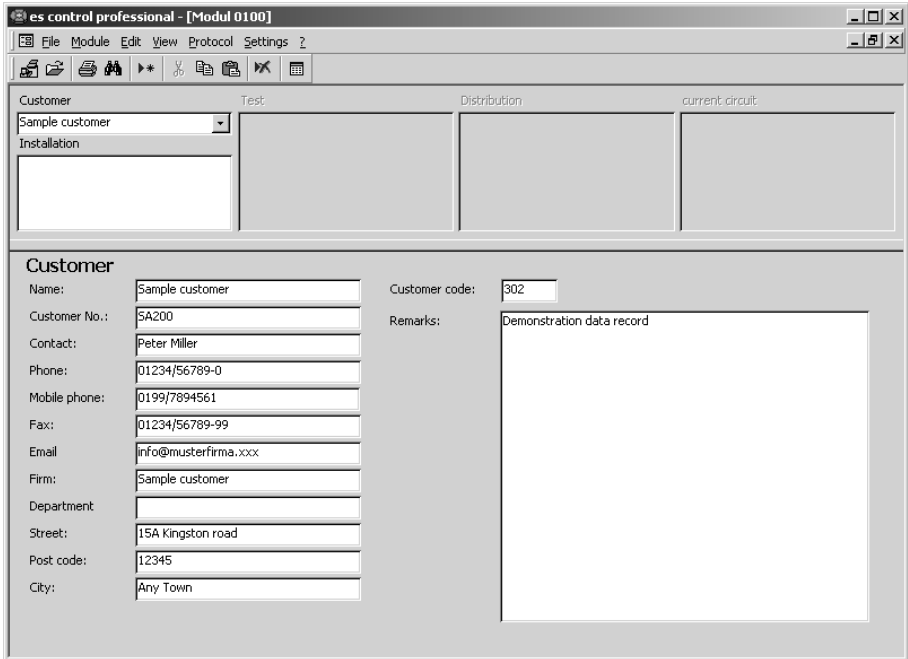 es control professional - [Modul 0100]
File Module Edit View Protocol Settings ?
Customer Test Distribution current circuit
Sample customer
Installation
Customer
Name: Sample customer Customer code: 302
Customer No.: SA200 Remarks: Demonstration data record
Contact: Peter Miller
Phone: 01234/56789-0
Mobile phone: 0199/7894561
Fax: 01234/56789-99
Email info@musterfirma.xxx
Firm: Sample customer
Department
Street: 15A Kingston road
Post code: 12345
City: Any Town